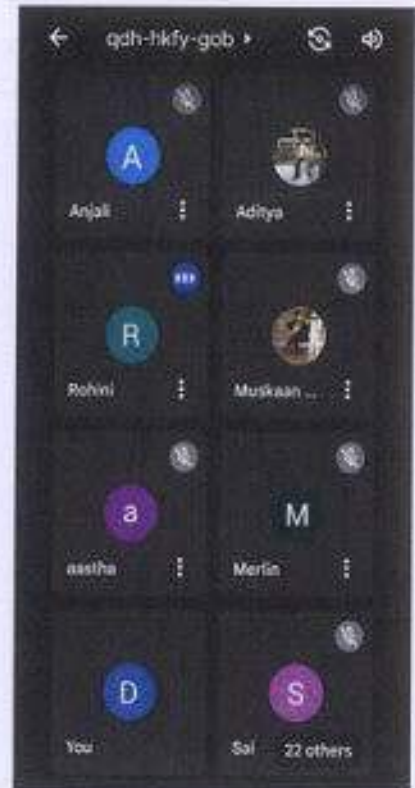 qdh-hkfy-gob
A
Anjali
Aditya
R
Rohini
Muskaan ...
a
aastha
M
Merlin
D
You
S
Sai 22 others